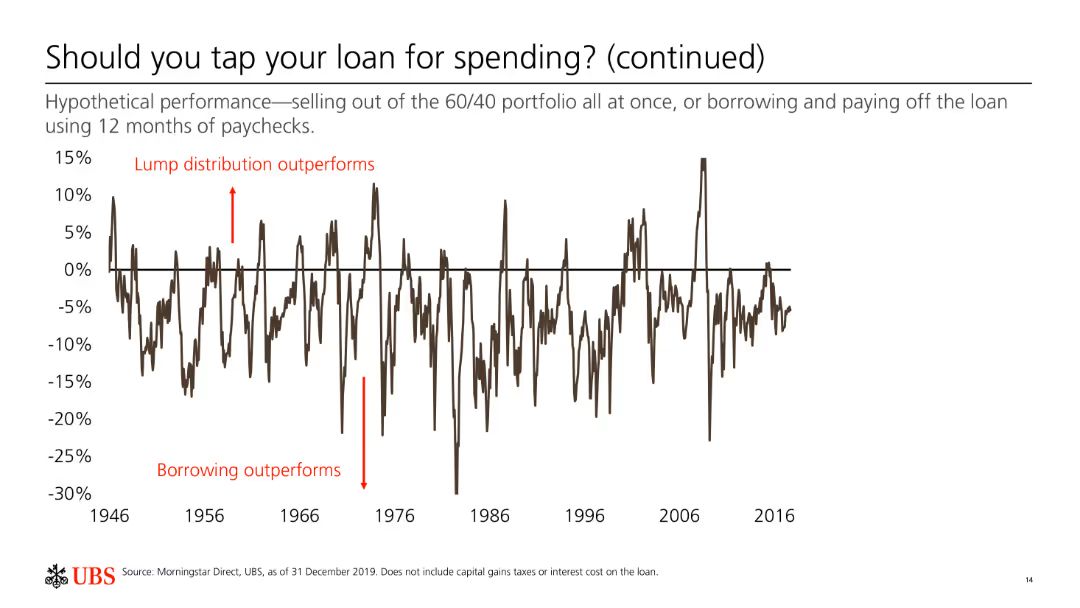 Should you tap your loan for spending? (continued)
Hypothetical performance—selling out of the 60/40 portfolio all at once, or borrowing and paying off the loan
using 12 months of paychecks.
15%
Lump distribution outperforms
10%
5%
0%
-5%
-10%
-15%
-20%
-25%
Borrowing outperforms
-30%
1946 1956 1966 1976 1986 1996 2006 2016
UBS
Source: Morningstar Direct, UBS, as of 31 December 2019. Does not include capital gains taxes or interest cost on the loan.
14